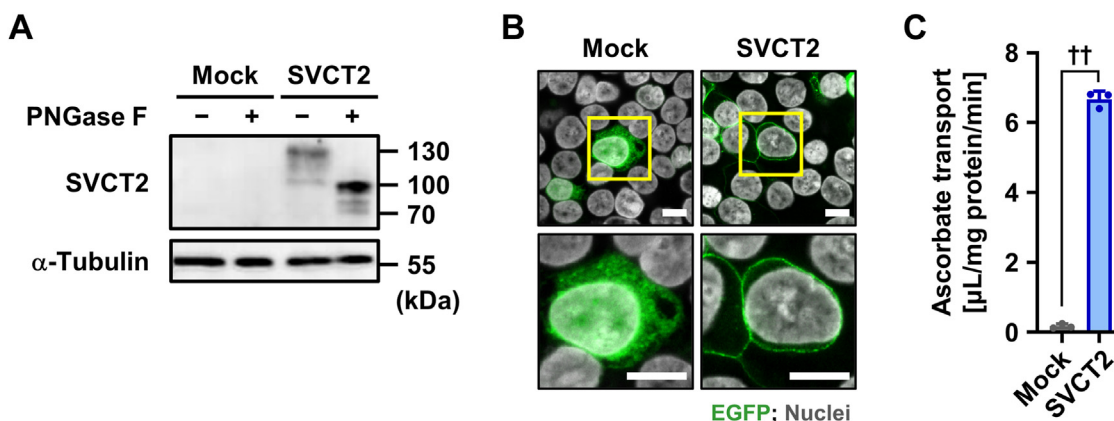 A
Mock SVCT2
PNGase F − + − +
SVCT2
130
100
70
α-Tubulin
55
(kDa)
B
Mock SVCT2
EGFP; Nuclei
C
Ascorbate transport
[µL/mg protein/min]
8
6
4
2
0
††
Mock
SVCT2